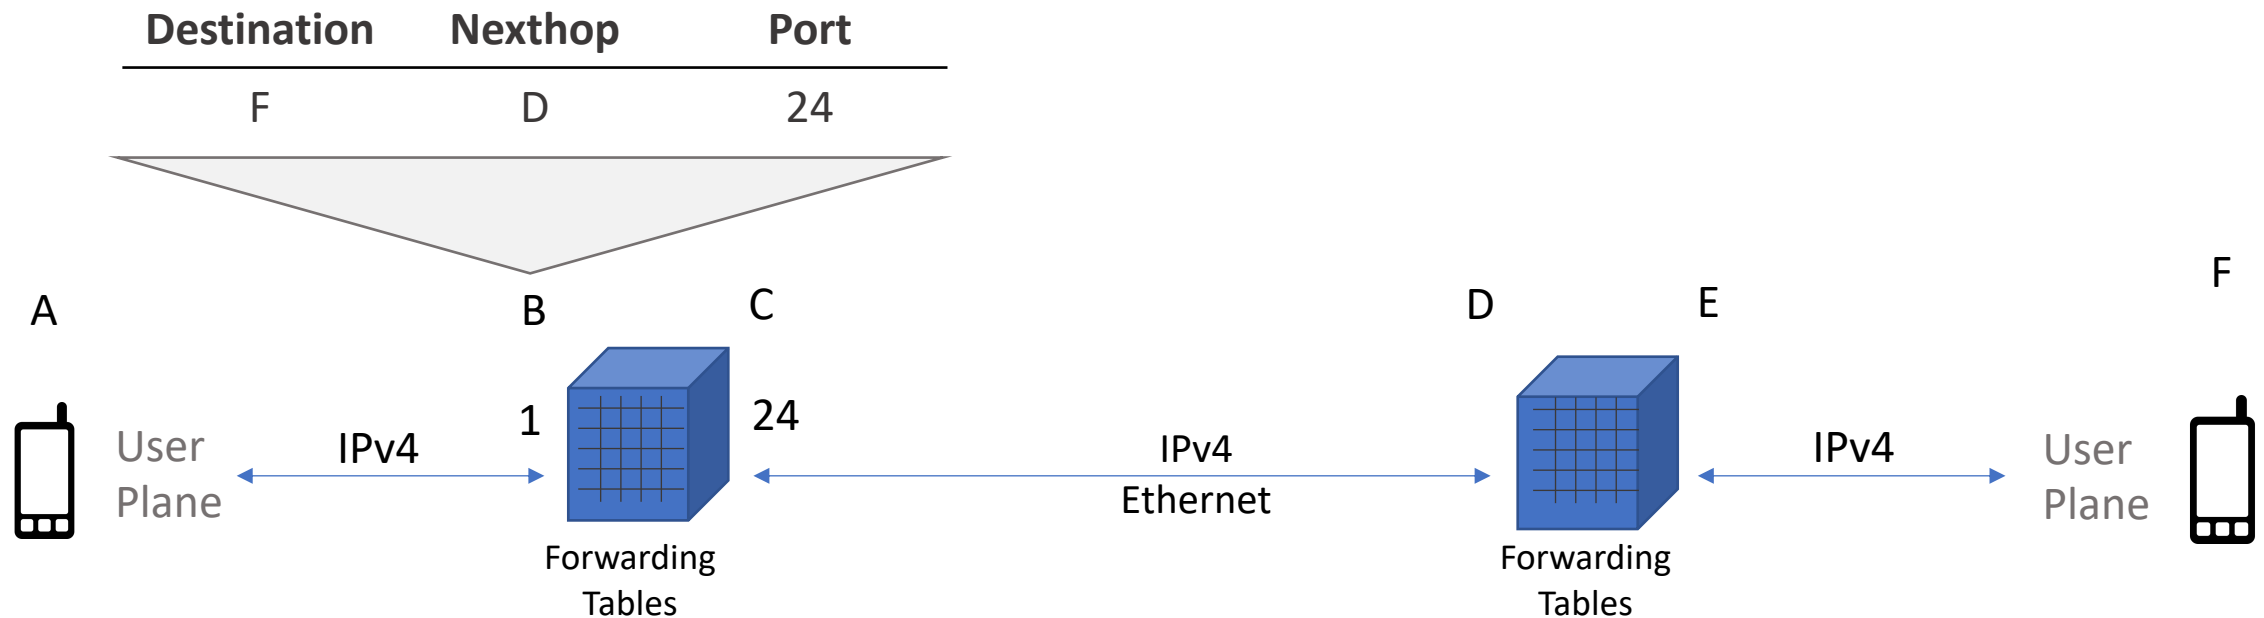 Destination Nexthop Port
F D 24
A
B
C
D
E
F
1
24
User
Plane
IPv4
IPv4
Ethernet
IPv4
User
Plane
Forwarding
Tables
Forwarding
Tables